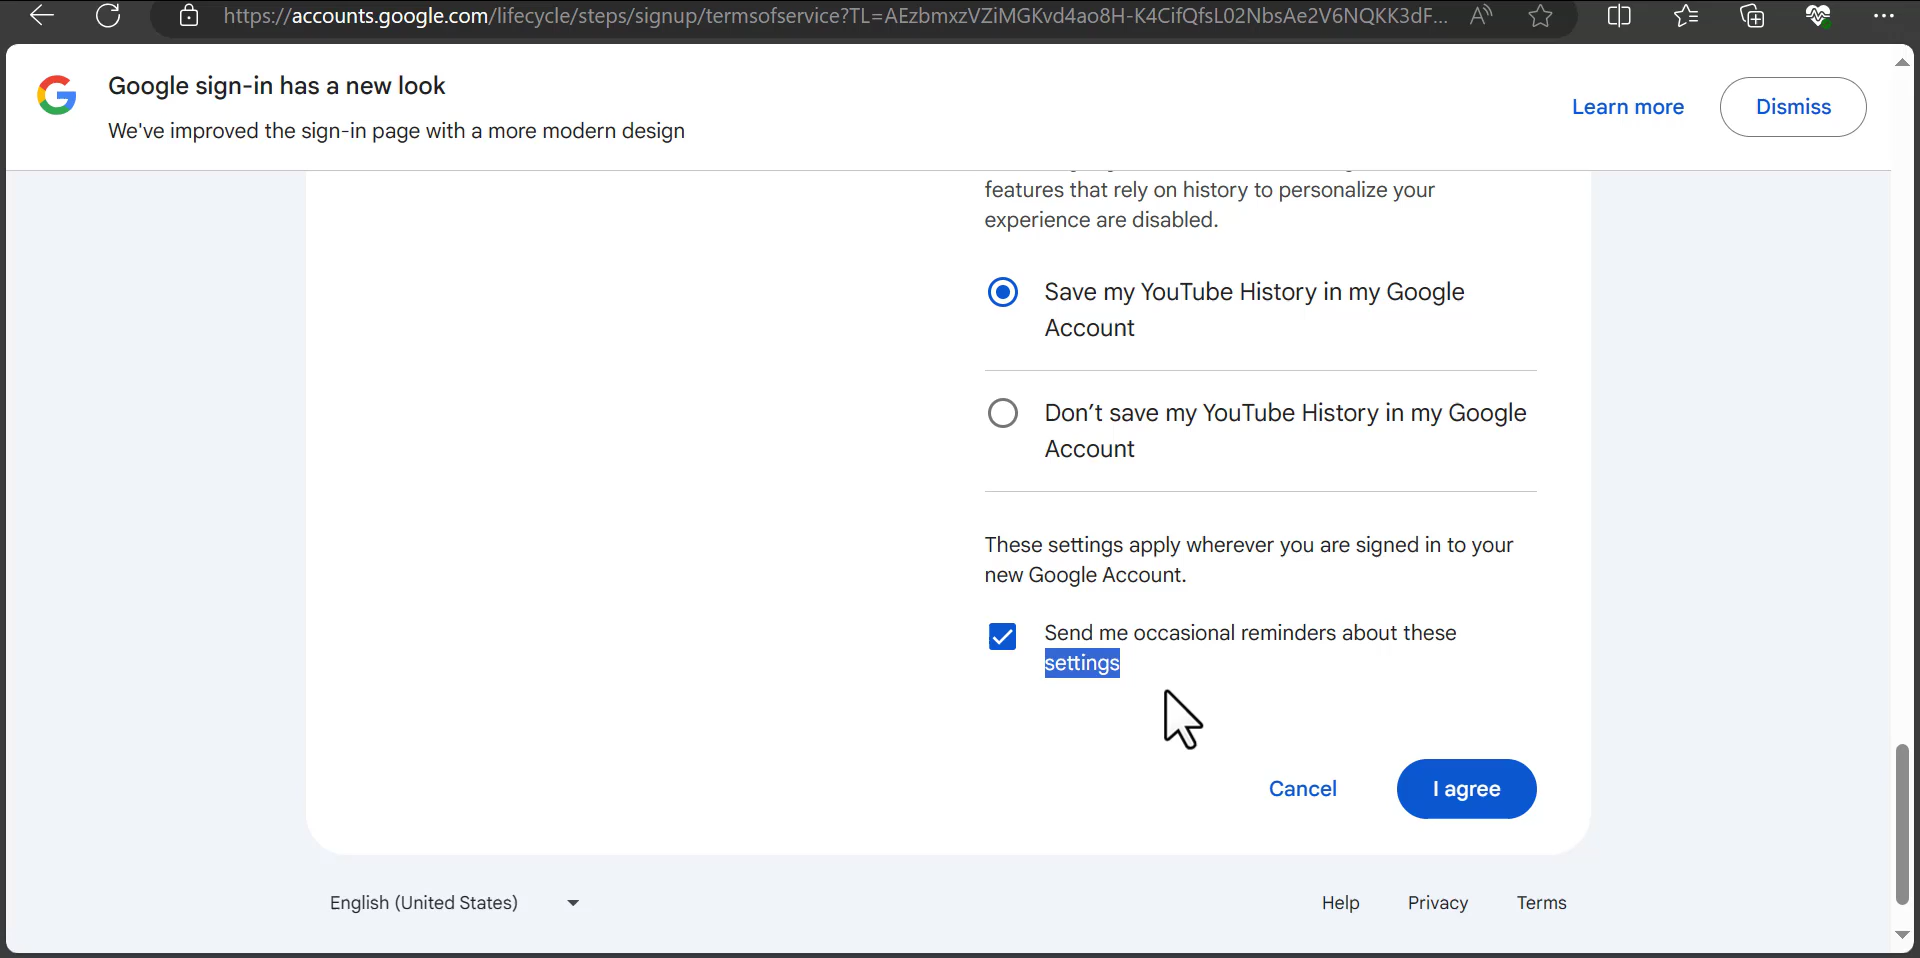 https://accounts.google.com/lifecycle/steps/signup/termsofservice?TL=AEzbmxzVZiMGKvd4ao8H-K4CifQfsL02NbsAe2V6NQKK3dF...
Google sign-in has a new look
We've improved the sign-in page with a more modern design
Learn more
Dismiss
features that rely on history to personalize your
experience are disabled.
Save my YouTube History in my Google
Account
Don’t save my YouTube History in my Google
Account
These settings apply wherever you are signed in to your
new Google Account.
Send me occasional reminders about these
settings
Cancel
I agree
English (United States)
Help
Privacy
Terms